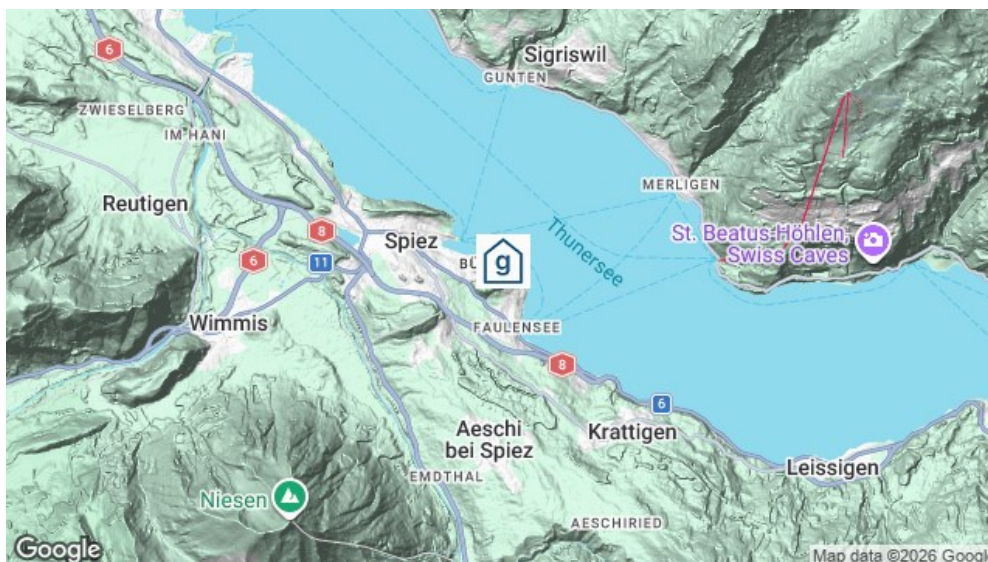 6
Sigriswil
GUNTEN
ZWIESELBERG
IM HANI
MERLIGEN
Reutigen
8
Spiez
Thunersee
St. Beatus-Höhlen
Swiss Caves
6
11
BÜ
g
Wimmis
FAULENSEE
8
6
Aeschi
bei Spiez
Krattigen
Leissigen
EMDTHAL
Niesen
AESCHIRIED
Google
Map data ©2026 Google